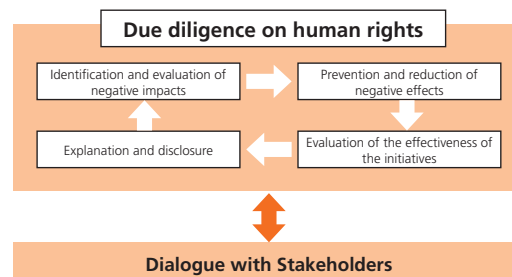 Due diligence on human rights
Identification and evaluation of
negative impacts
Prevention and reduction of
negative effects
Explanation and disclosure
Evaluation of the effectiveness of
the initiatives
Dialogue with Stakeholders